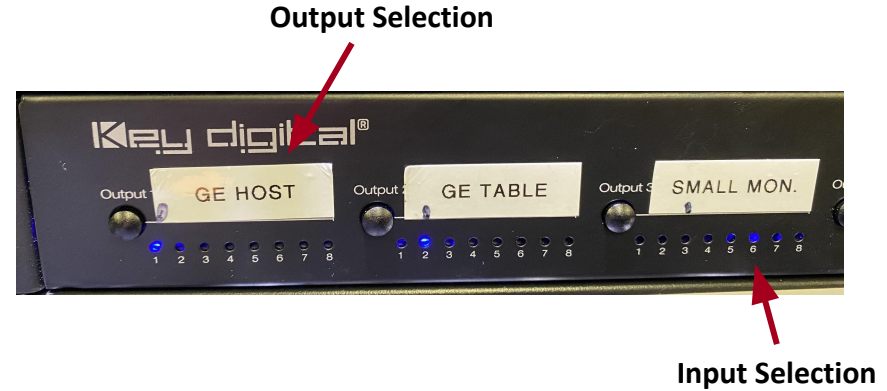 Output Selection
Key digital®
Output 1 GE HOST
1 2 3 4 5 6 7 8
Output 2 GE TABLE
1 2 3 4 5 6 7 8
Output 3 SMALL MON.
1 2 3 4 5 6 7 8
Input Selection